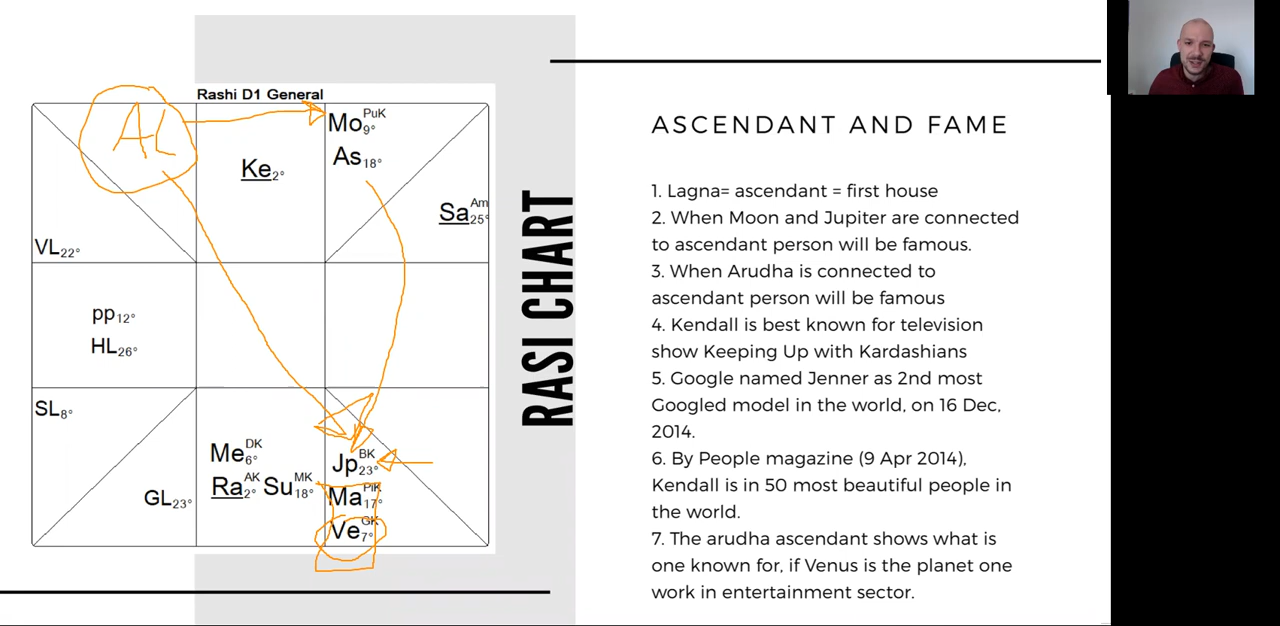 Rashi D1 General
AL
Mo PuK 9°
As 18°
Ke 2°
Sa Am 25°
VL 22°
pp 12°
HL 26°
SL 8°
GL 23°
Me DK 6°
Ra AK 2° Su MK 18°
Jp BK 23°
Ma PiK 17°
Ve GK 7°
RASI CHART
ASCENDANT AND FAME
1. Lagna= ascendant = first house
2. When Moon and Jupiter are connected
to ascendant person will be famous.
3. When Arudha is connected to
ascendant person will be famous
4. Kendall is best known for television
show Keeping Up with Kardashians
5. Google named Jenner as 2nd most
Googled model in the world, on 16 Dec,
2014.
6. By People magazine (9 Apr 2014),
Kendall is in 50 most beautiful people in
the world.
7. The arudha ascendant shows what is
one known for, if Venus is the planet one
work in entertainment sector.